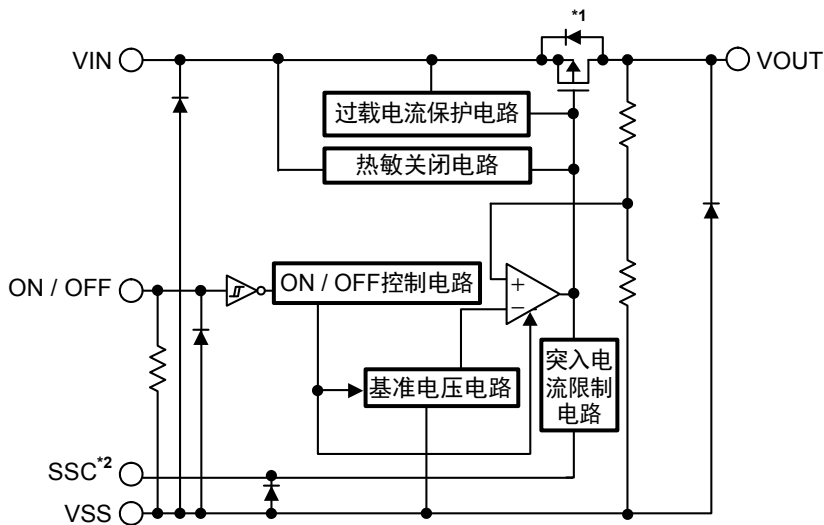 *1
VIN
VOUT
过载电流保护电路
热敏关闭电路
ON / OFF
ON / OFF控制电路
+
−
基准电压电路
突入电
流限制
电路
SSC*2
VSS